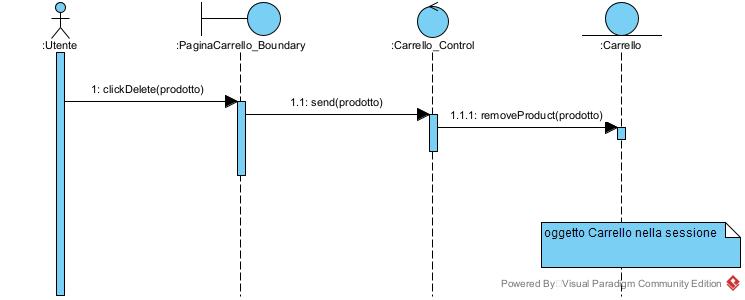 :Utente
:PaginaCarrello_Boundary
:Carrello_Control
:Carrello
1: clickDelete(prodotto)
1.1: send(prodotto)
1.1.1: removeProduct(prodotto)
oggetto Carrello nella sessione
Powered By Visual Paradigm Community Edition